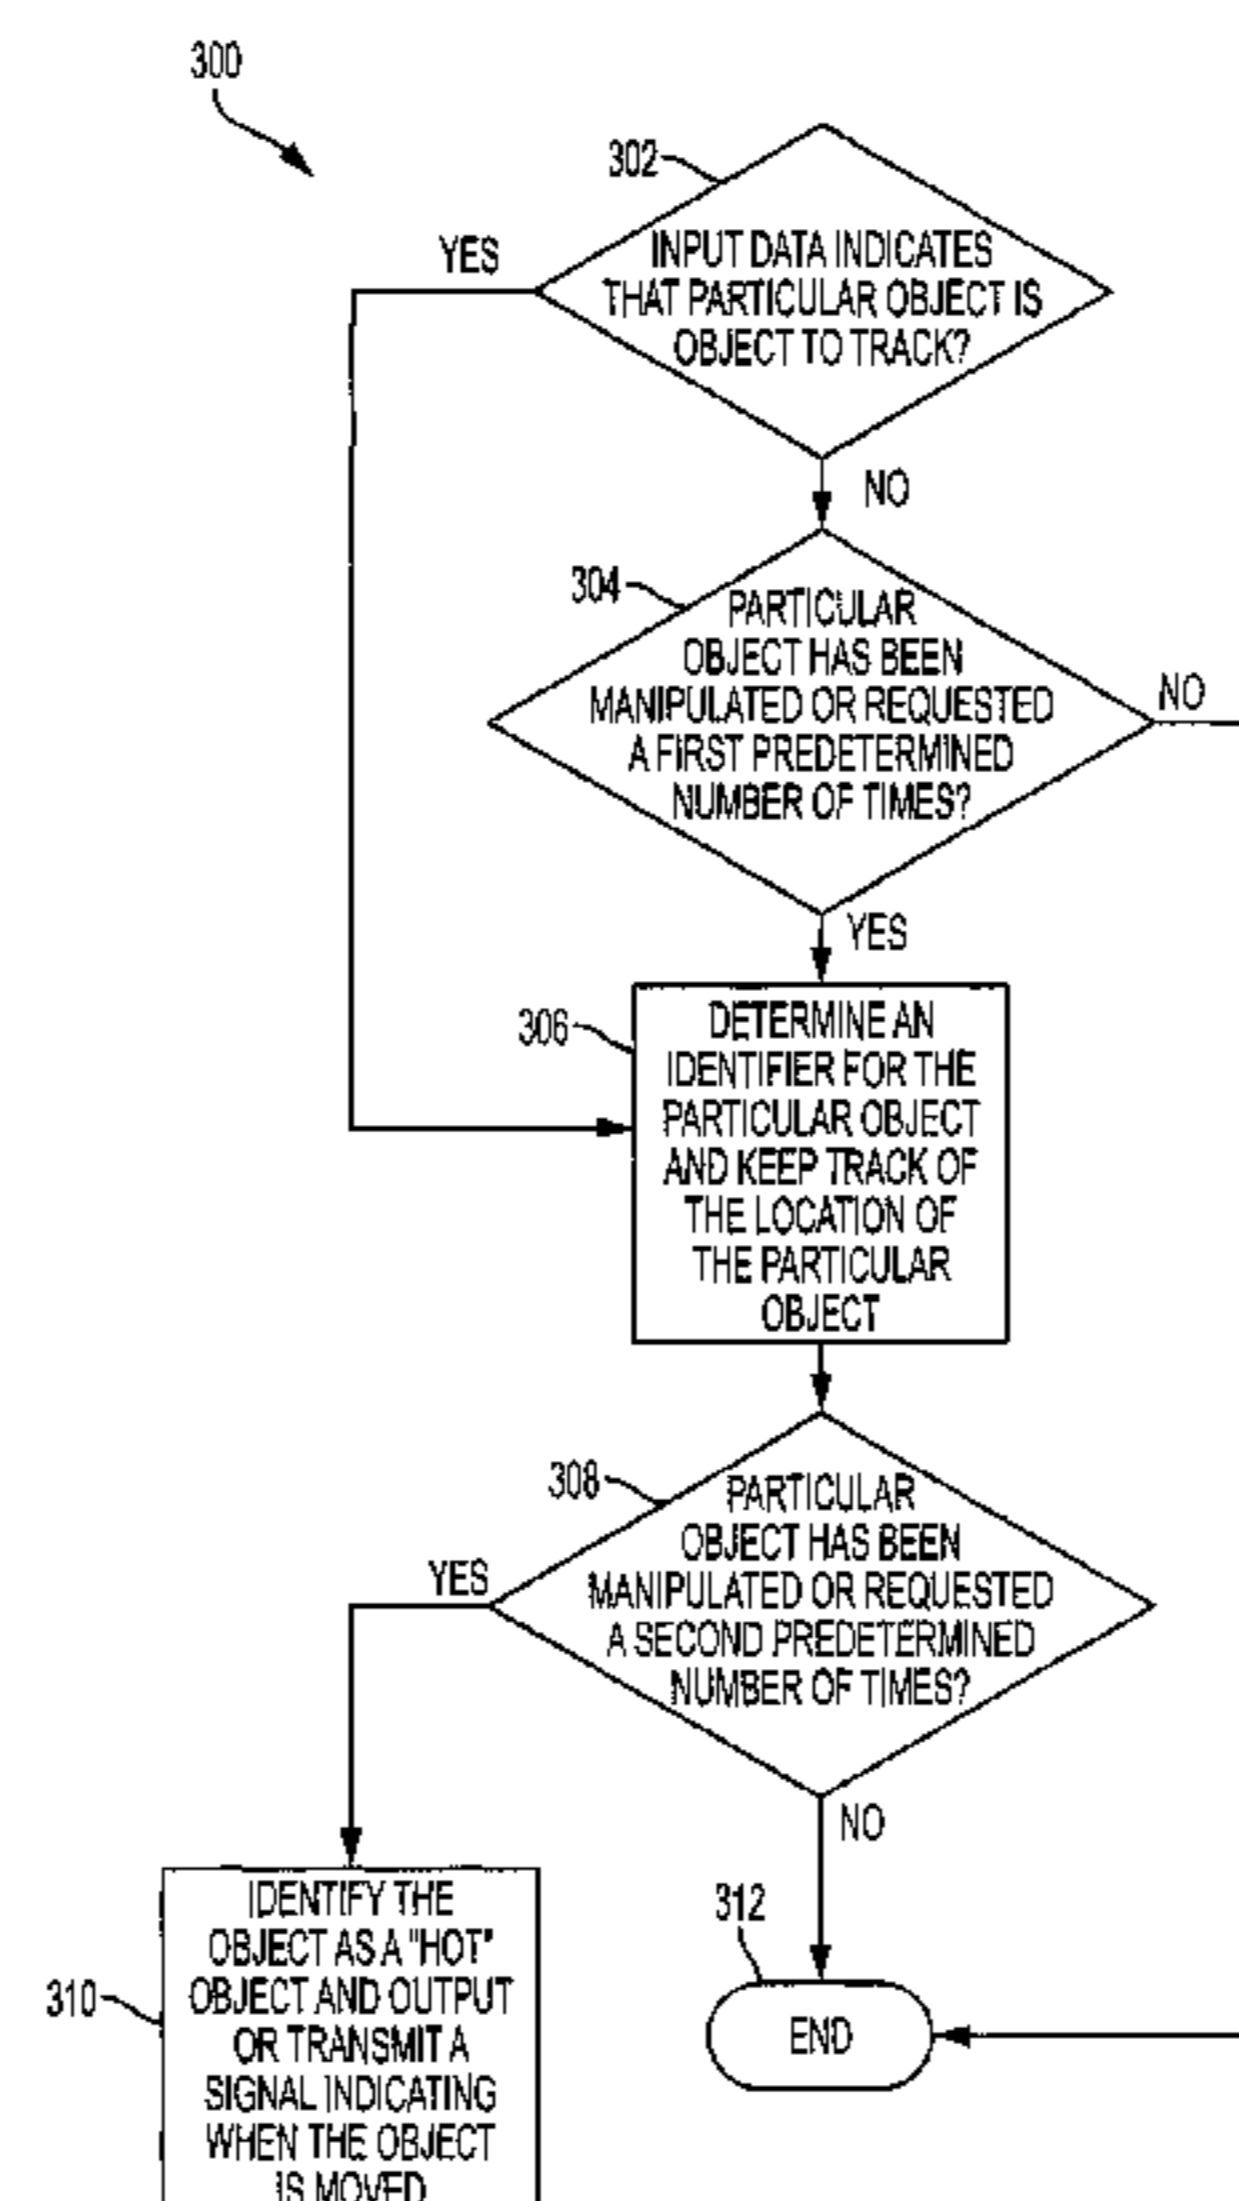 300
302
YES
INPUT DATA INDICATES
THAT PARTICULAR OBJECT IS
OBJECT TO TRACK?
NO
304
PARTICULAR
OBJECT HAS BEEN
MANIPULATED OR REQUESTED
A FIRST PREDETERMINED
NUMBER OF TIMES?
NO
YES
306
DETERMINE AN
IDENTIFIER FOR THE
PARTICULAR OBJECT
AND KEEP TRACK OF
THE LOCATION OF
THE PARTICULAR
OBJECT
308
PARTICULAR
OBJECT HAS BEEN
MANIPULATED OR REQUESTED
A SECOND PREDETERMINED
NUMBER OF TIMES?
YES
NO
310
IDENTIFY THE
OBJECT AS A "HOT"
OBJECT AND OUTPUT
OR TRANSMIT A
SIGNAL INDICATING
WHEN THE OBJECT
IS MOVED
312
END